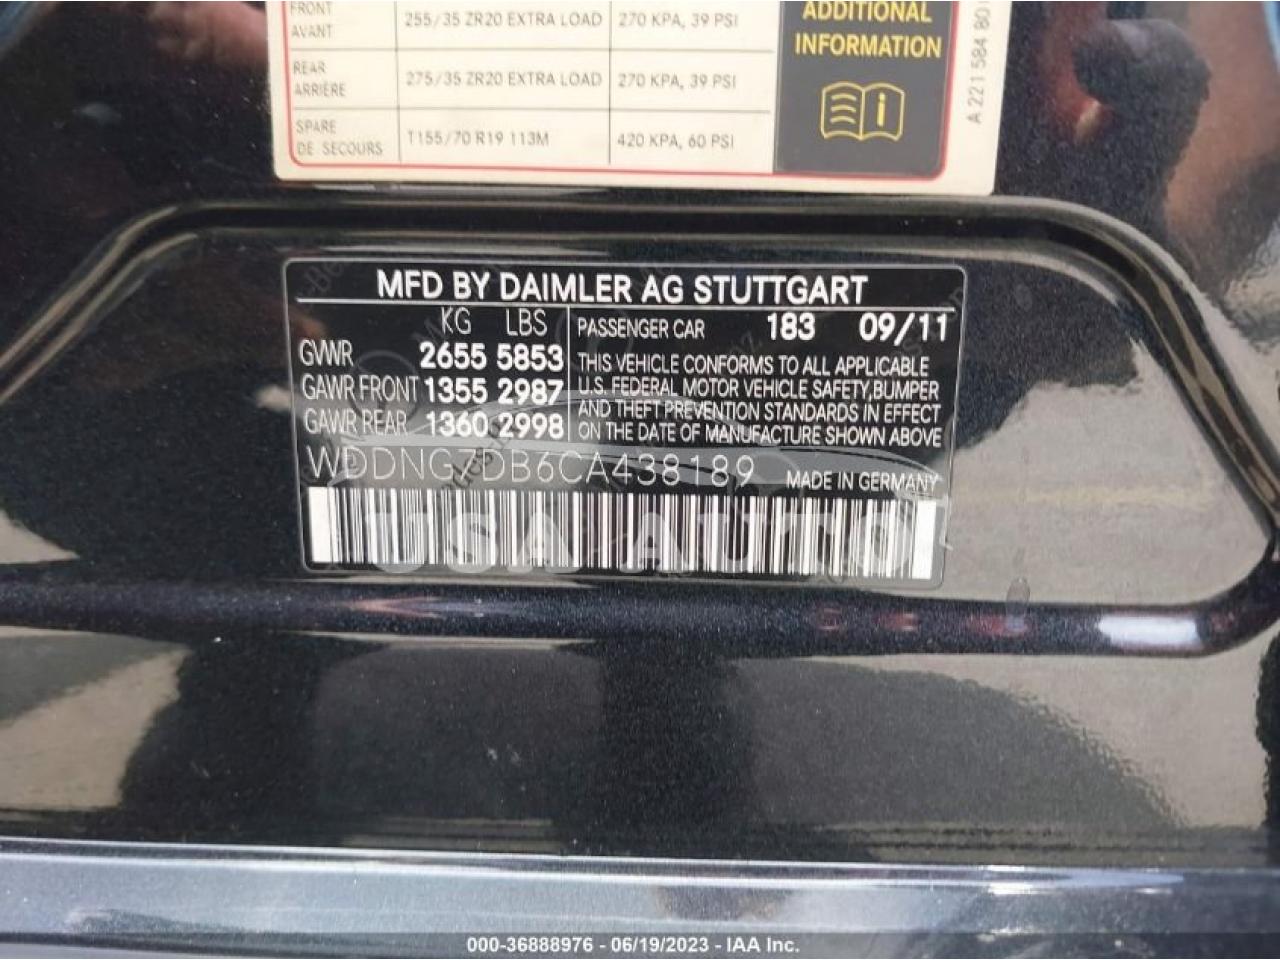 FRONT 255/35 ZR20 EXTRA LOAD 270 KPA, 39 PSI
AVANT
REAR 275/35 ZR20 EXTRA LOAD 270 KPA, 39 PSI
ARRIÈRE
SPARE T155/70 R19 113M 420 KPA, 60 PSI
DE SECOURS
ADDITIONAL
INFORMATION
A 221 584 80
MFD BY DAIMLER AG STUTTGART
KG LBS
GVWR 2655 5853
GAWR FRONT 1355 2987
GAWR REAR 1360 2998
PASSENGER CAR 183 09/11
THIS VEHICLE CONFORMS TO ALL APPLICABLE
U.S. FEDERAL MOTOR VEHICLE SAFETY,BUMPER
AND THEFT PREVENTION STANDARDS IN EFFECT
ON THE DATE OF MANUFACTURE SHOWN ABOVE
WDDNG7DB6CA438189 MADE IN GERMANY
USA AUTO
000-36888976 - 06/19/2023 - IAA Inc.